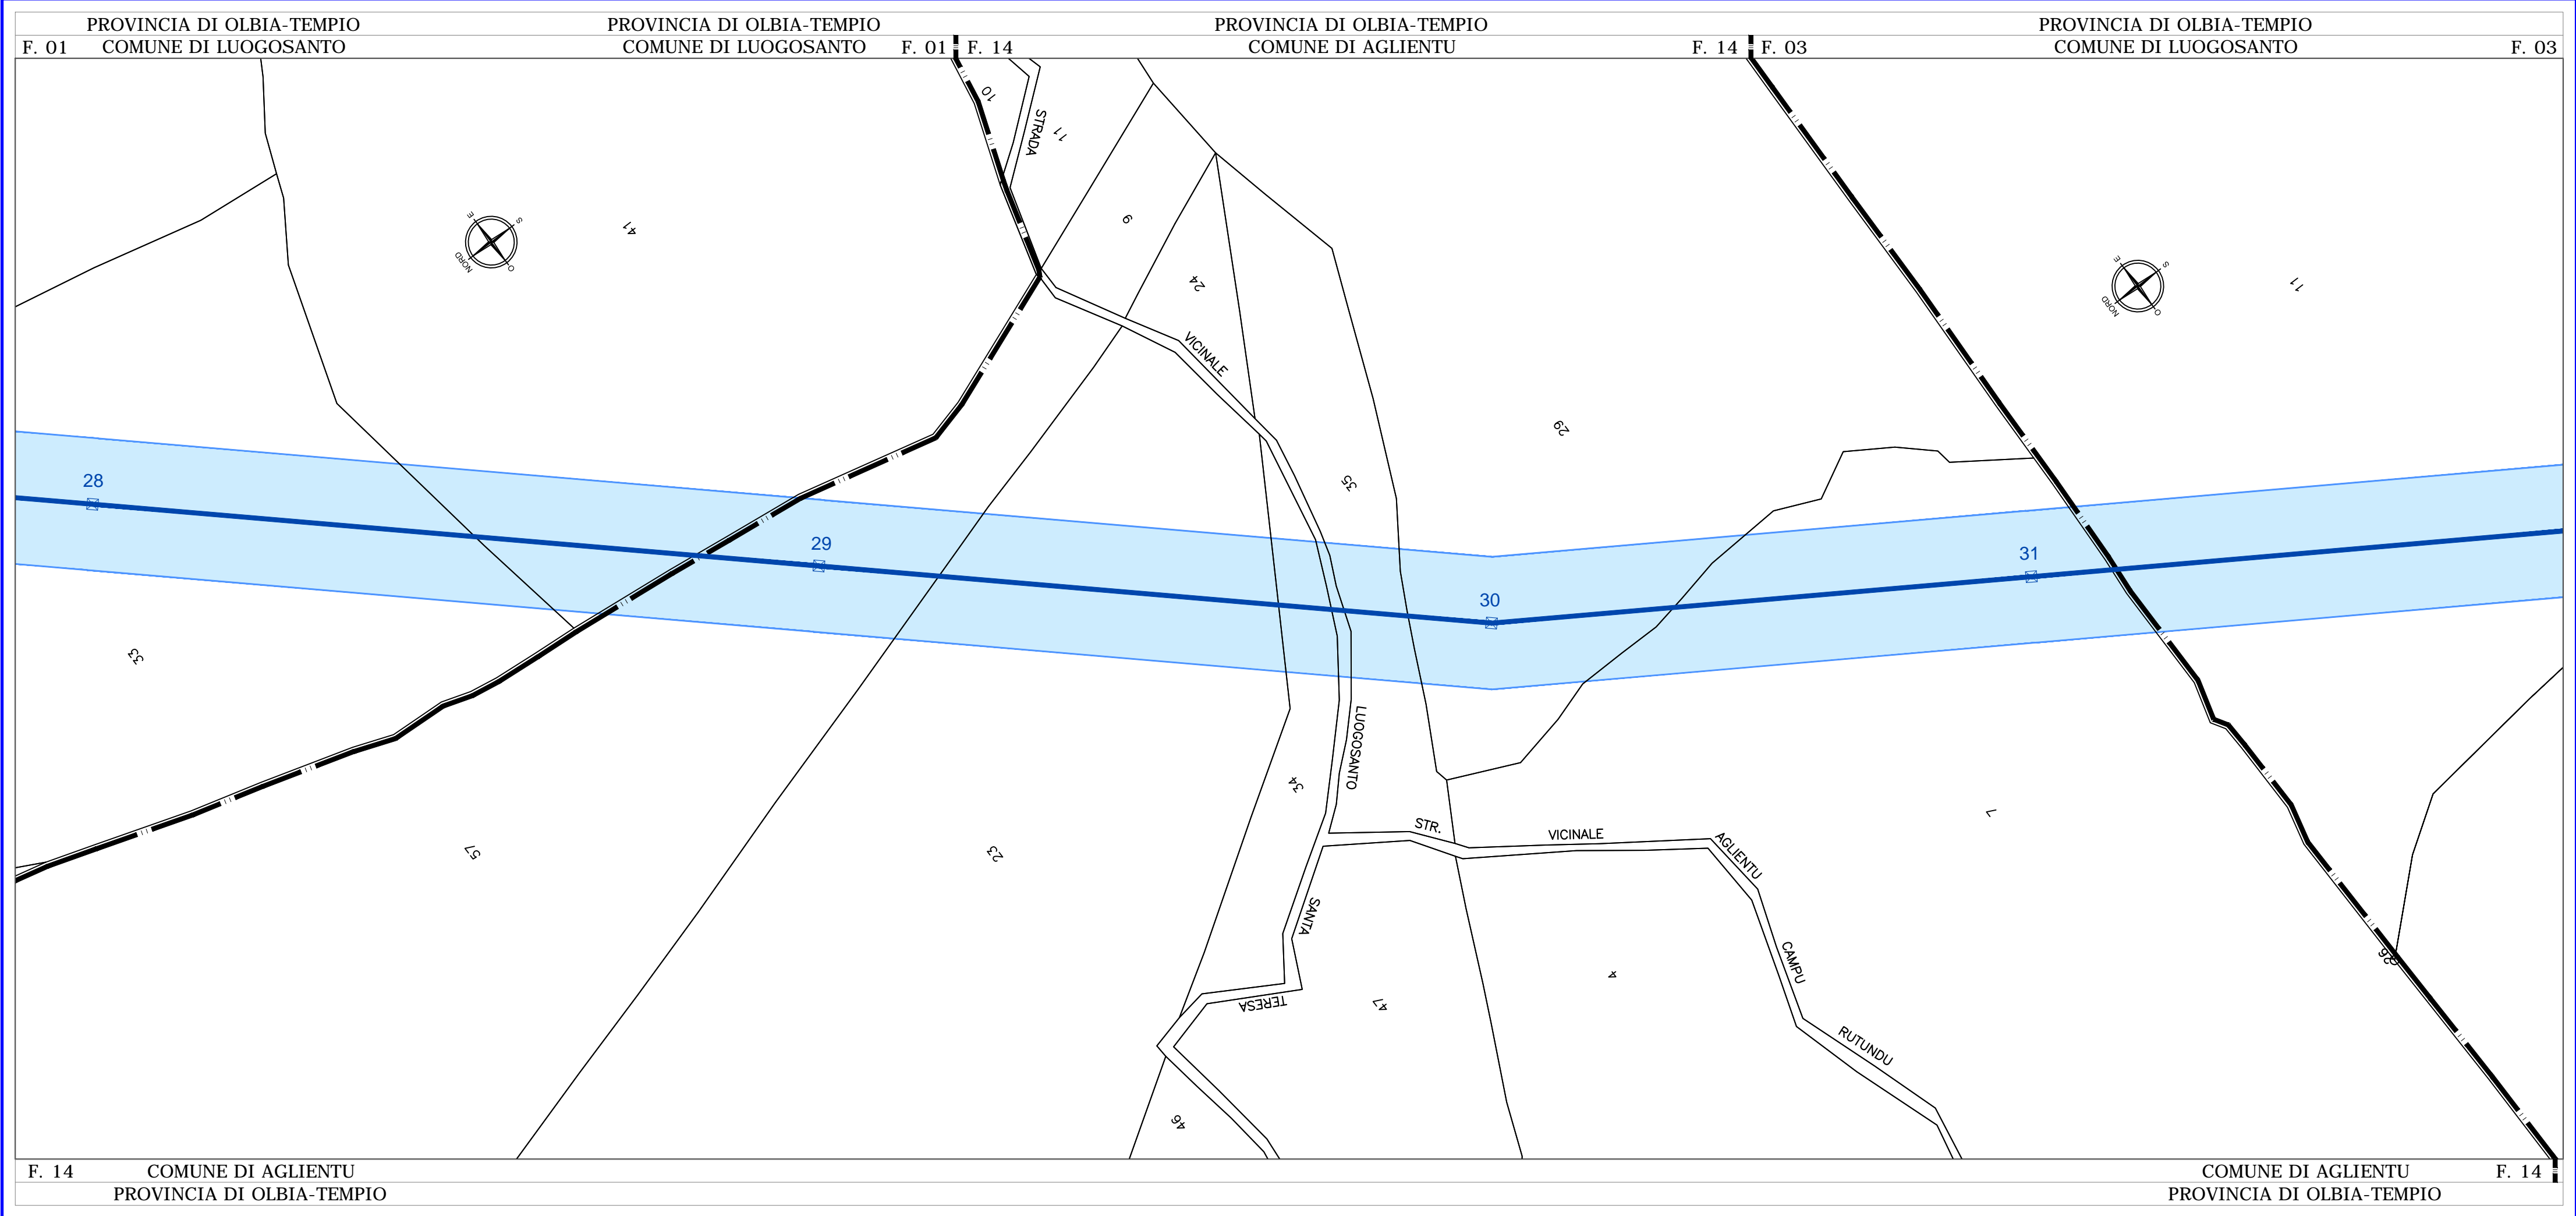 PROVINCIA DI OLBIA-TEMPIO PROVINCIA DI OLBIA-TEMPIO PROVINCIA DI OLBIA-TEMPIO PROVINCIA DI OLBIA-TEMPIO
F. 01 COMUNE DI LUOGOSANTO COMUNE DI LUOGOSANTO F. 01 F. 14 COMUNE DI AGLIENTU F. 14 F. 03 COMUNE DI LUOGOSANTO F. 03
10
STRADA
11
9
41
E
S
NORD
O
24
E
S
NORD
O
11
VICINALE
29
35
28
29
30
31
33
LUOGOSANTO
34
57
23
STR.
VICINALE
AGLIENTU
7
SANTA
CAMPU
26
TERESA
47
4
RUTUNDU
46
F. 14 COMUNE DI AGLIENTU COMUNE DI AGLIENTU F. 14
PROVINCIA DI OLBIA-TEMPIO PROVINCIA DI OLBIA-TEMPIO